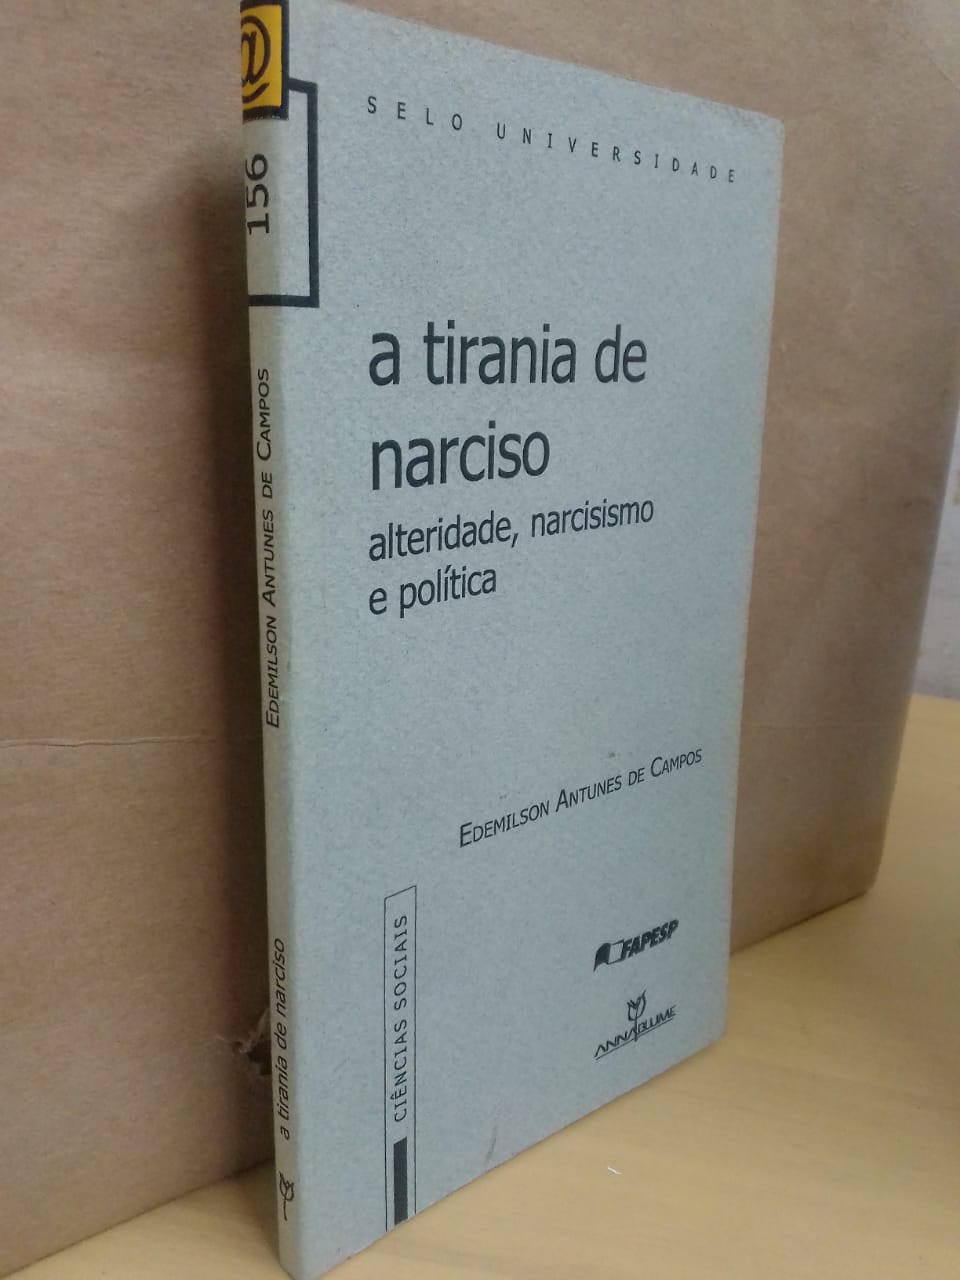 @
156
EDEMILSON ANTUNES DE CAMPOS
a tirania de narciso
SELO UNIVERSIDADE
a tirania de
narciso
alteridade, narcisismo
e política
EDEMILSON ANTUNES DE CAMPOS
CIÊNCIAS SOCIAIS
FAPESP
ANNABLUME